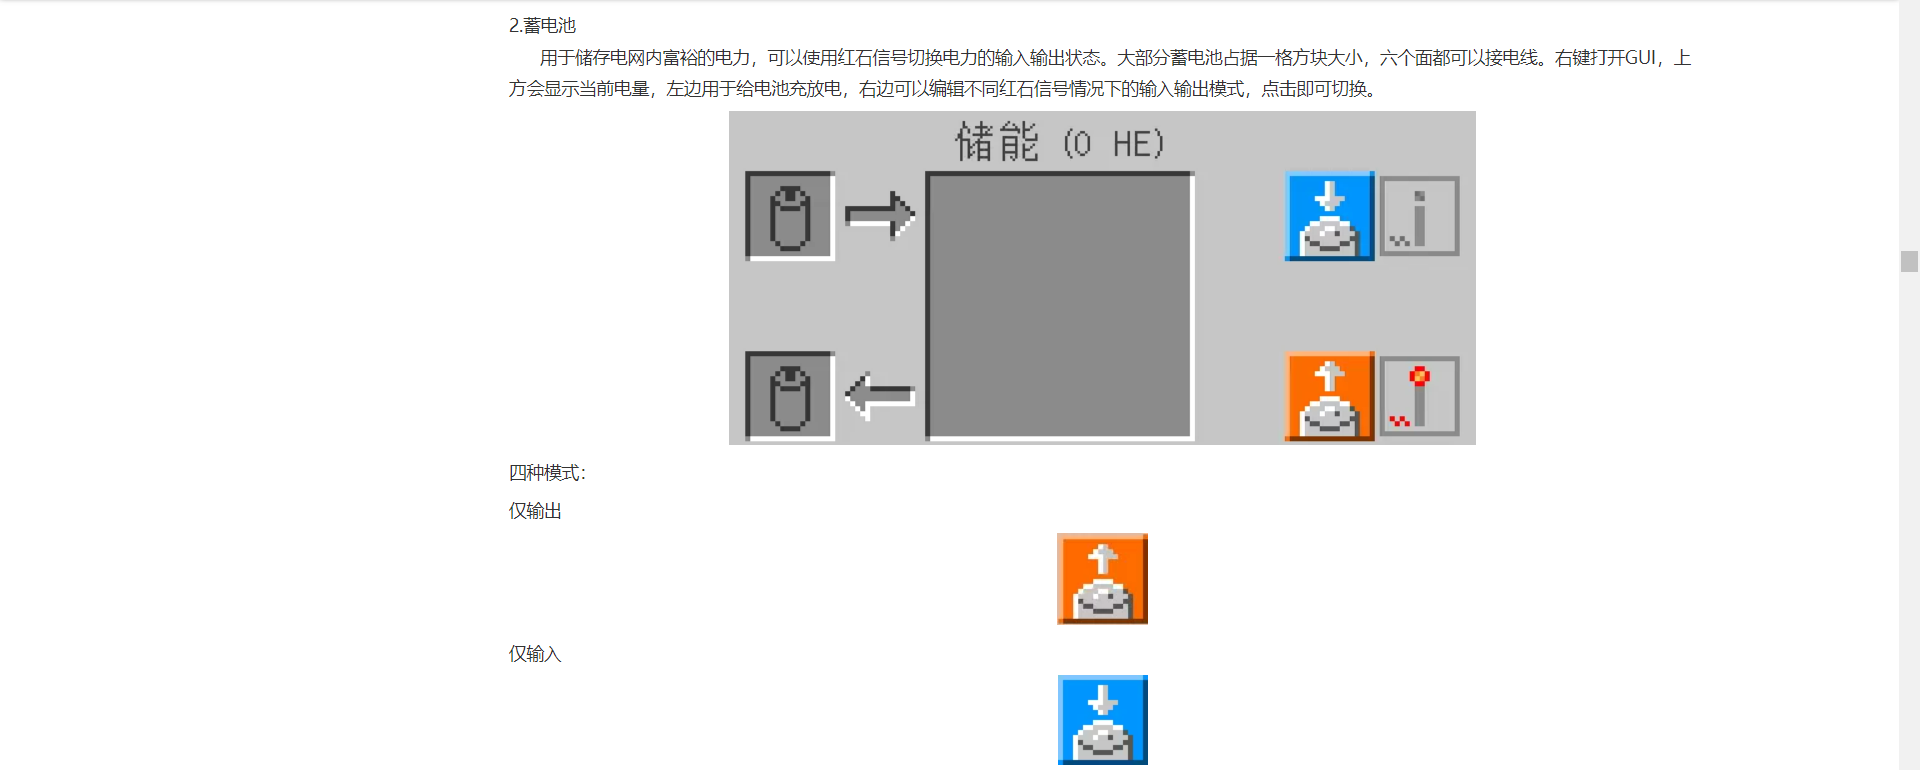 2.蓄电池
用于储存电网内富裕的电力，可以使用红石信号切换电力的输入输出状态。大部分蓄电池占据一格方块大小，六个面都可以接电线。右键打开GUI，上
方会显示当前电量，左边用于给电池充放电，右边可以编辑不同红石信号情况下的输入输出模式，点击即可切换。
储能 (0 HE)
四种模式：
仅输出
仅输入